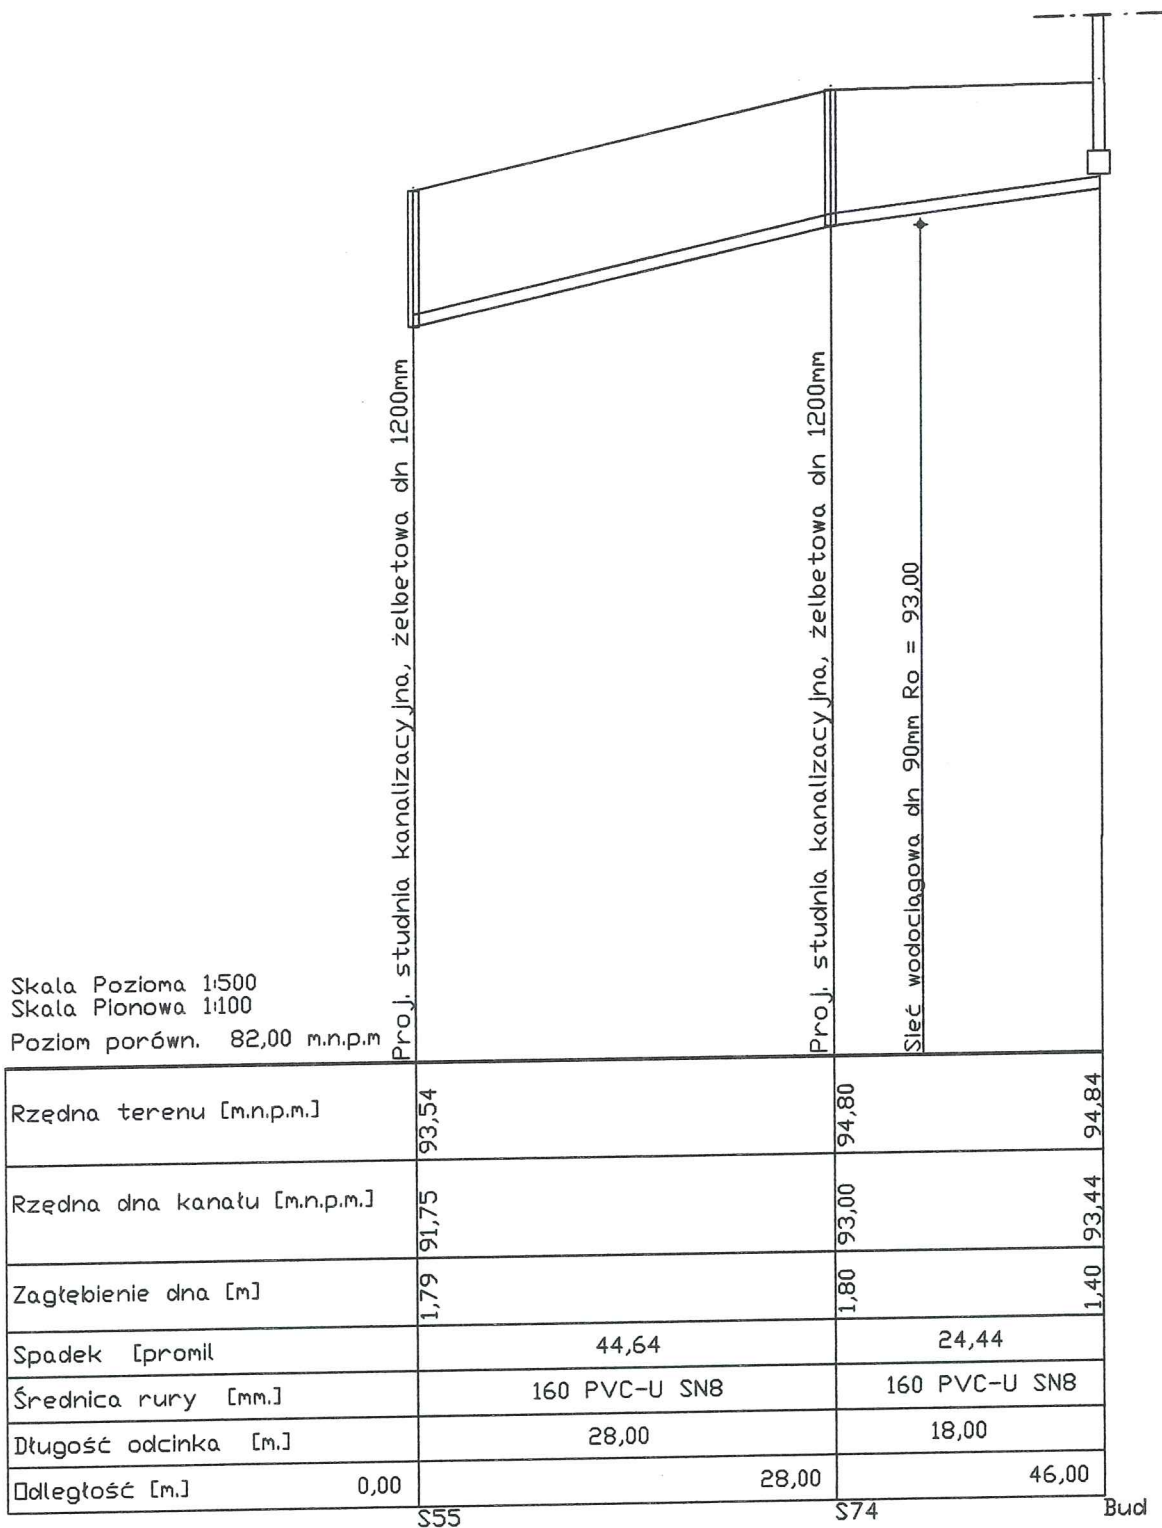 Proj. studnia kanalizacyjna, żelbetowa dn 1200mm
Proj. studnia kanalizacyjna, żelbetowa dn 1200mm
Sieć wodociągowa dn 90mm Ro = 93,00
Skala Pozioma 1:500
Skala Pionowa 1:100
Poziom porówn. 82,00 m.n.p.m
Rzędna terenu [m.n.p.m.] 93,54 94,80 94,84
Rzędna dna kanału [m.n.p.m.] 91,75 93,00 93,44
Zagłębienie dna [m] 1,79 1,80 1,40
Spadek [promil 44,64 24,44
Średnica rury [mm.] 160 PVC-U SN8 160 PVC-U SN8
Długość odcinka [m.] 28,00 18,00
Odległość [m.] 0,00 28,00 46,00
S55 S74 Bud